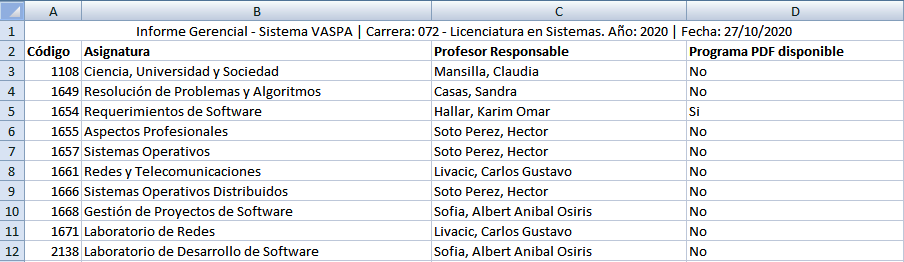 A B C D
1 Informe Gerencial - Sistema VASPA | Carrera: 072 - Licenciatura en Sistemas. Año: 2020 | Fecha: 27/10/2020
2 Código Asignatura Profesor Responsable Programa PDF disponible
3 1108 Ciencia, Universidad y Sociedad Mansilla, Claudia No
4 1649 Resolución de Problemas y Algoritmos Casas, Sandra No
5 1654 Requerimientos de Software Hallar, Karim Omar Si
6 1655 Aspectos Profesionales Soto Perez, Hector No
7 1657 Sistemas Operativos Soto Perez, Hector No
8 1661 Redes y Telecomunicaciones Livacic, Carlos Gustavo No
9 1666 Sistemas Operativos Distribuidos Soto Perez, Hector No
10 1668 Gestión de Proyectos de Software Sofia, Albert Anibal Osiris No
11 1671 Laboratorio de Redes Livacic, Carlos Gustavo No
12 2138 Laboratorio de Desarrollo de Software Sofia, Albert Anibal Osiris No